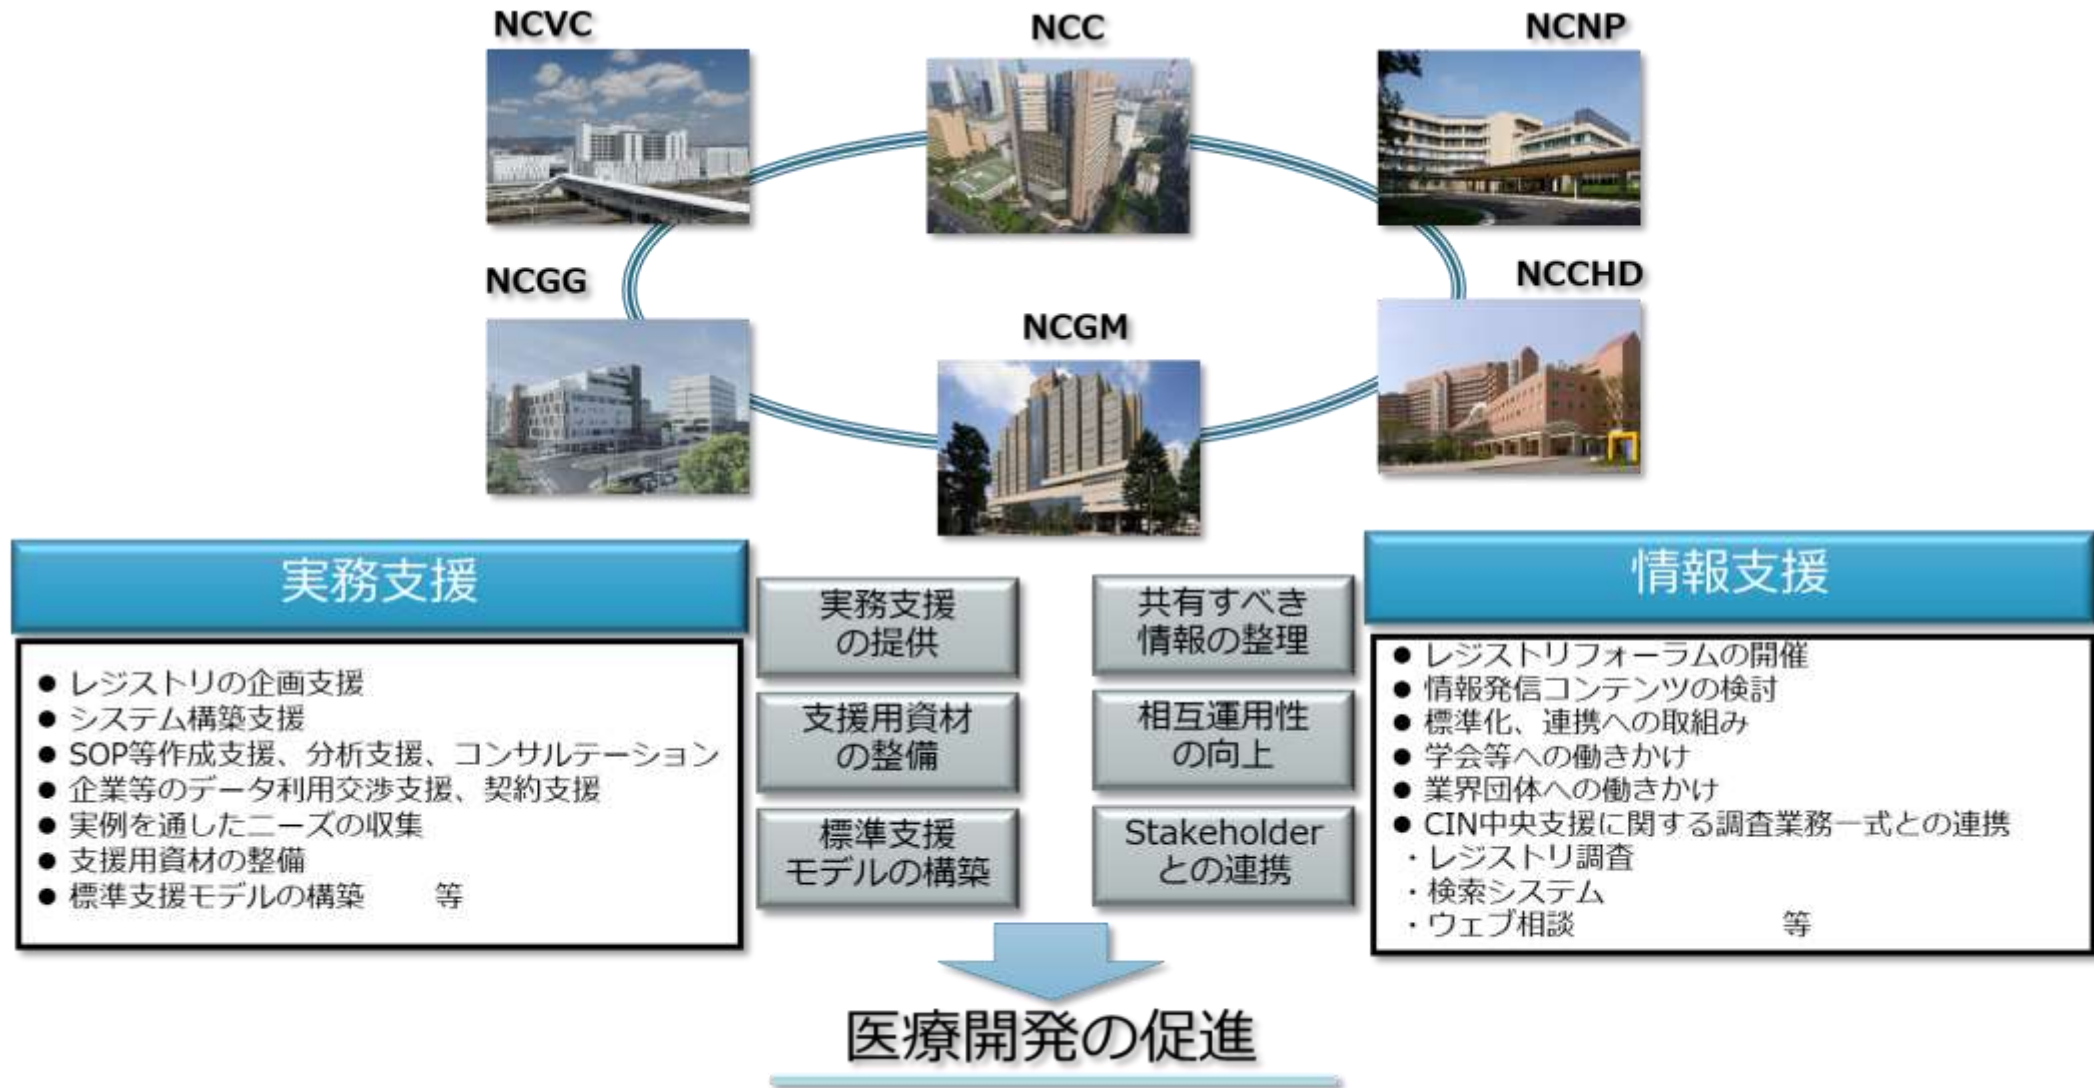 NCVC
NCC
NCNP
NCGG
NCGM
NCCHD
実務支援
● レジストリの企画支援
● システム構築支援
● SOP等作成支援、分析支援、コンサルテーション
● 企業等のデータ利用交渉支援、契約支援
● 実例を通したニーズの収集
● 支援用資材の整備
● 標準支援モデルの構築 等
実務支援
の提供
支援用資材
の整備
標準支援
モデルの構築
共有すべき
情報の整理
相互運用性
の向上
Stakeholder
との連携
情報支援
● レジストリフォーラムの開催
● 情報発信コンテンツの検討
● 標準化、連携への取組み
● 学会等への働きかけ
● 業界団体への働きかけ
● CIN中央支援に関する調査業務一式との連携
・レジストリ調査
・検索システム
・ウェブ相談 等
医療開発の促進